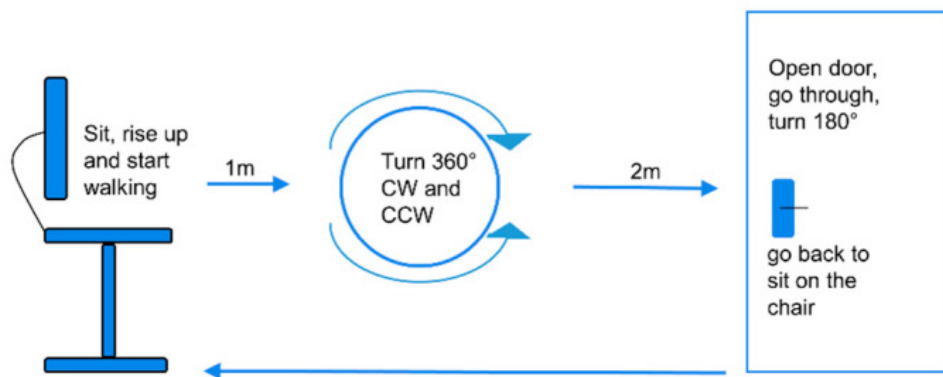 Sit, rise up
and start
walking
1m
Turn 360°
CW and
CCW
2m
Open door,
go through,
turn 180°
go back to
sit on the
chair